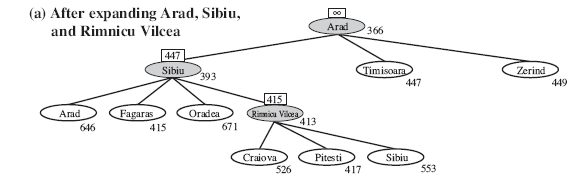 (a) After expanding Arad, Sibiu,
and Rimnicu Vilcea
∞
Arad 366
447
Sibiu 393
Timisoara 447
Zerind 449
Arad 646
Fagaras 415
Oradea 671
415
Rimnicu Vilcea 413
Craiova 526
Pitesti 417
Sibiu 553